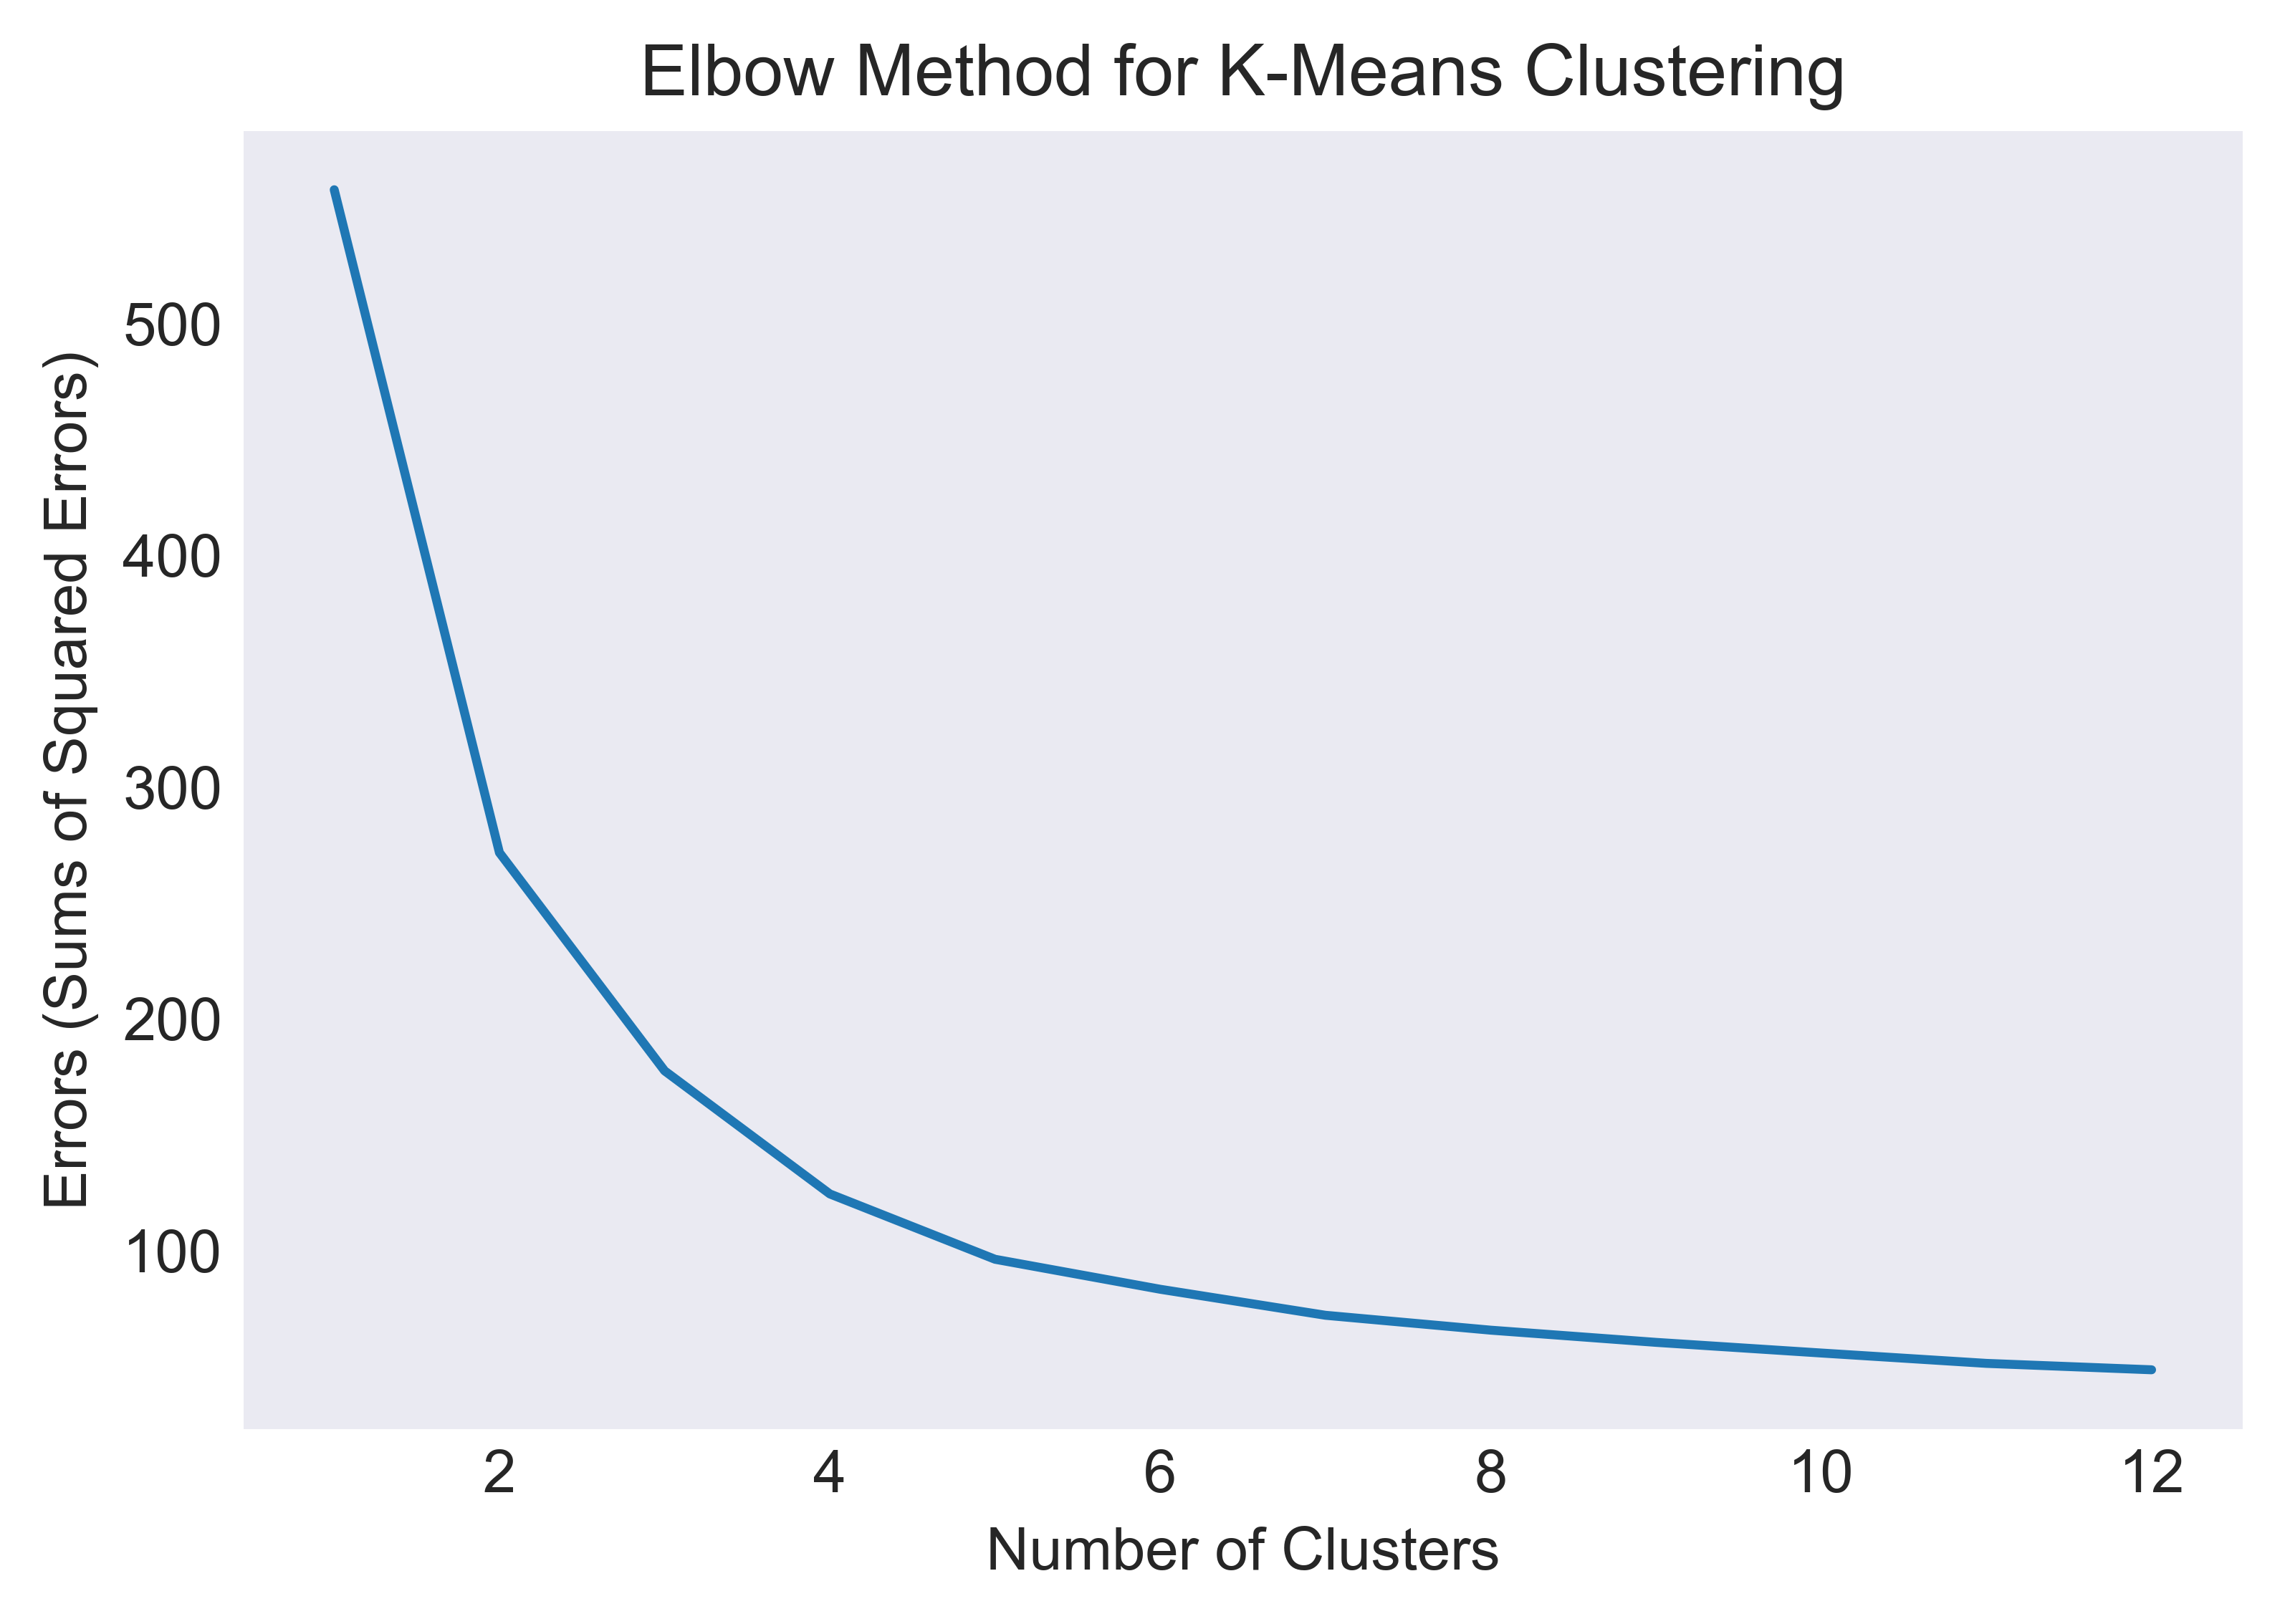 Elbow Method for K-Means Clustering
Errors (Sums of Squared Errors)
500
400
300
200
100
2 4 6 8 10 12
Number of Clusters